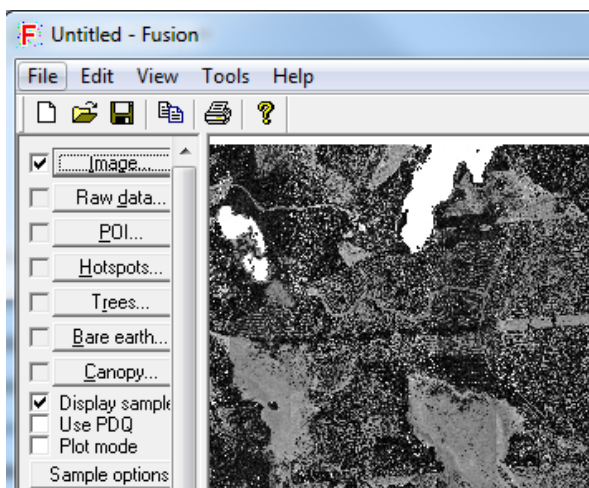 F Untitled - Fusion
File Edit View Tools Help
Image...
Raw data...
POI...
Hotspots...
Trees...
Bare earth...
Canopy...
Display sample
Use PDQ
Plot mode
Sample options